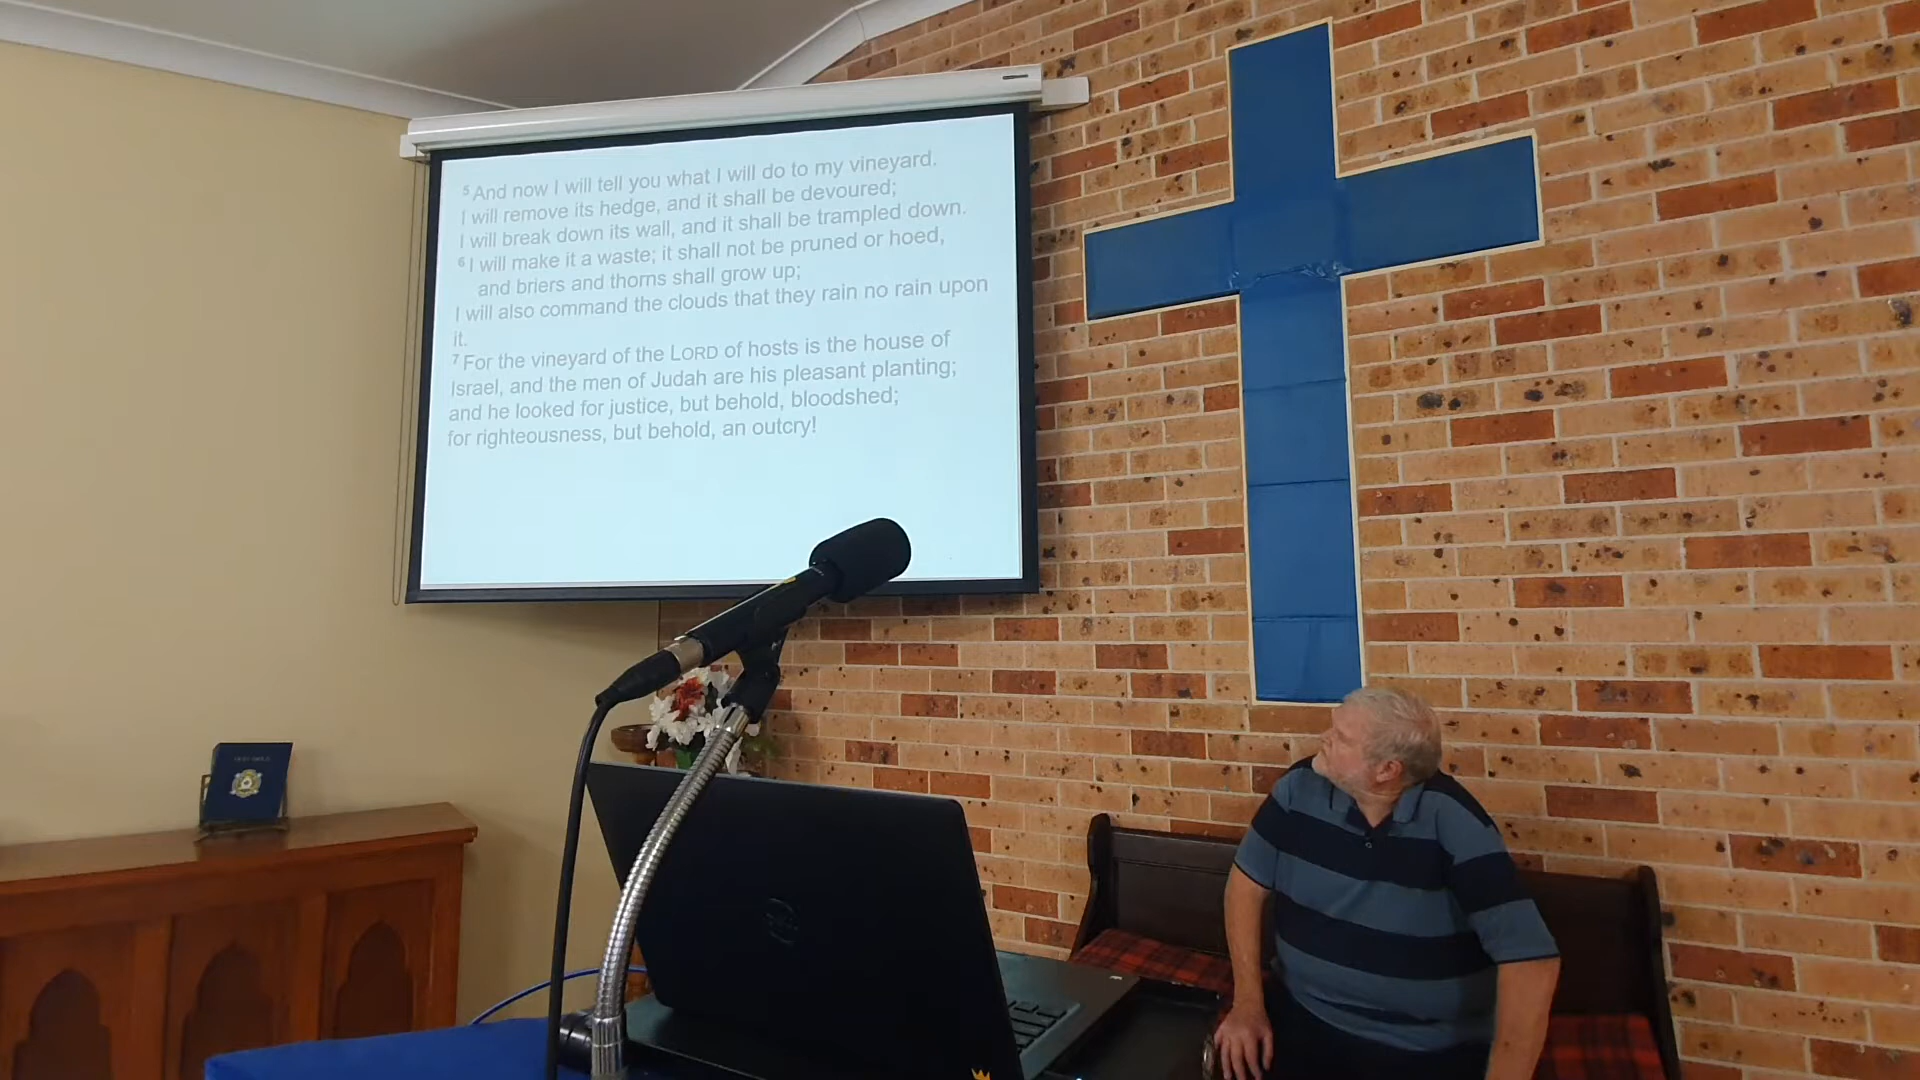 ⁵ And now I will tell you what I will do to my vineyard.
I will remove its hedge, and it shall be devoured;
I will break down its wall, and it shall be trampled down.
⁶ I will make it a waste; it shall not be pruned or hoed,
and briers and thorns shall grow up;
I will also command the clouds that they rain no rain upon
it.
⁷ For the vineyard of the LORD of hosts is the house of
Israel, and the men of Judah are his pleasant planting;
and he looked for justice, but behold, bloodshed;
for righteousness, but behold, an outcry!